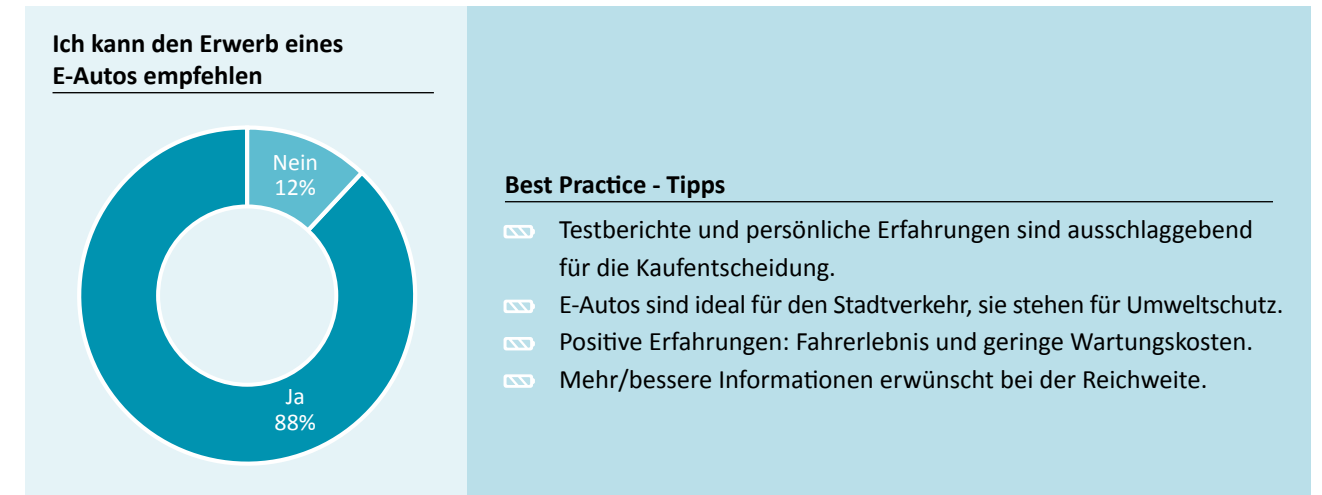 Ich kann den Erwerb eines
E-Autos empfehlen
Nein
12%
Ja
88%
Best Practice - Tipps
Testberichte und persönliche Erfahrungen sind ausschlaggebend
für die Kaufentscheidung.
E-Autos sind ideal für den Stadtverkehr, sie stehen für Umweltschutz.
Positive Erfahrungen: Fahrerlebnis und geringe Wartungskosten.
Mehr/bessere Informationen erwünscht bei der Reichweite.